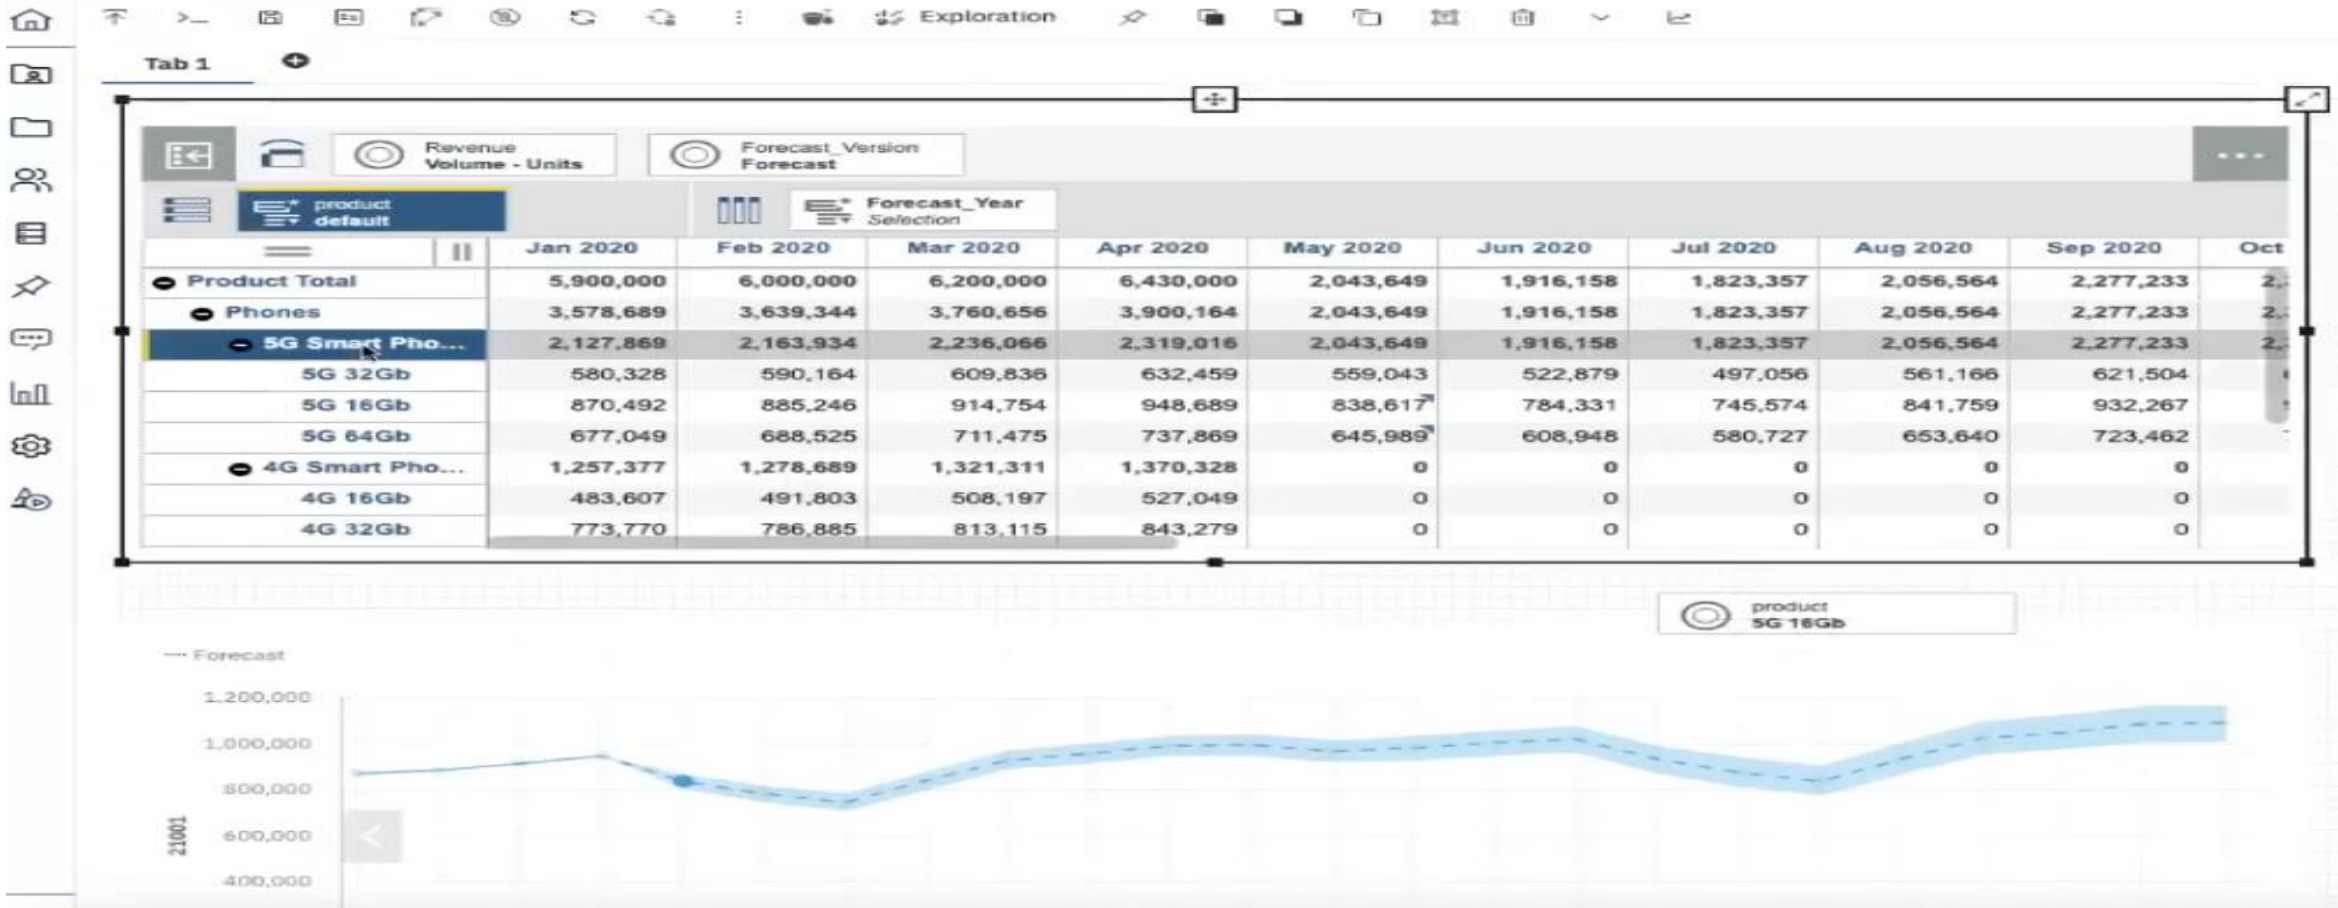 Exploration
Tab 1
Revenue
Volume - Units
Forecast_Version
Forecast
product
default
Forecast_Year
Selection
Jan 2020 Feb 2020 Mar 2020 Apr 2020 May 2020 Jun 2020 Jul 2020 Aug 2020 Sep 2020 Oct
Product Total 5,900,000 6,000,000 6,200,000 6,430,000 2,043,649 1,916,158 1,823,357 2,056,564 2,277,233 2,
Phones 3,578,689 3,639,344 3,760,656 3,900,164 2,043,649 1,916,158 1,823,357 2,056,564 2,277,233 2,
5G Smart Pho... 2,127,869 2,163,934 2,236,066 2,319,016 2,043,649 1,916,158 1,823,357 2,056,564 2,277,233 2,
5G 32Gb 580,328 590,164 609,836 632,459 559,043 522,879 497,056 561,166 621,504
5G 16Gb 870,492 885,246 914,754 948,689 838,617 784,331 745,574 841,759 932,267
5G 64Gb 677,049 688,525 711,475 737,869 645,989 608,948 580,727 653,640 723,462
4G Smart Pho... 1,257,377 1,278,689 1,321,311 1,370,328 0 0 0 0 0
4G 16Gb 483,607 491,803 508,197 527,049 0 0 0 0 0
4G 32Gb 773,770 786,885 813,115 843,279 0 0 0 0 0
product
5G 16Gb
Forecast
1,200,000
1,000,000
800,000
600,000
400,000
21001